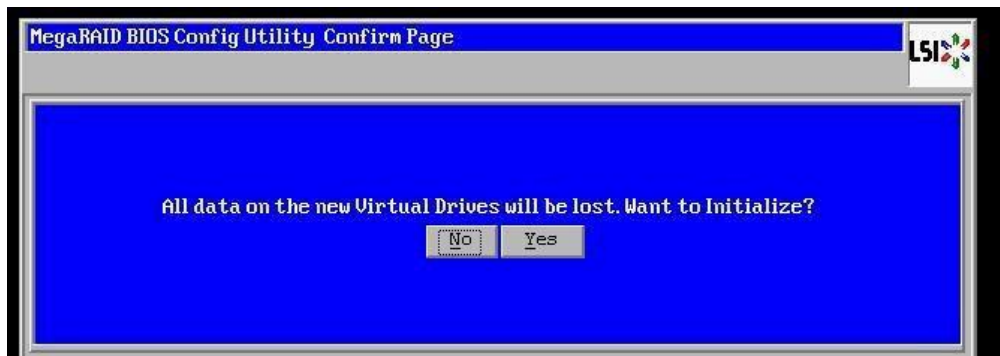 MegaRAID BIOS Config Utility Confirm Page
LSI
All data on the new Virtual Drives will be lost. Want to Initialize?
No
Yes